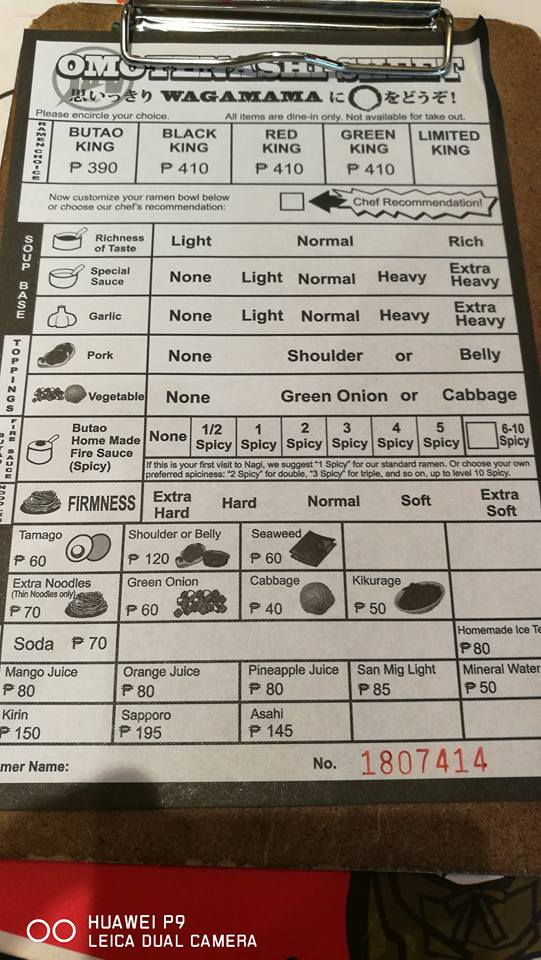 OMOTENASHI SHEET
思いっきり WAGAMAMA に◯をどうぞ!
Please encircle your choice. All items are dine-in only. Not available for take out.
RAMEN CHOICE
BUTAO KING ₱ 390
BLACK KING ₱ 410
RED KING ₱ 410
GREEN KING ₱ 410
LIMITED KING
Now customize your ramen bowl below
or choose our chef's recommendation:
Chef Recommendation!
SOUP BASE
Richness of Taste Light Normal Rich
Special Sauce None Light Normal Heavy Extra Heavy
Garlic None Light Normal Heavy Extra Heavy
TOPPINGS
Pork None Shoulder or Belly
Vegetable None Green Onion or Cabbage
FIRE SAUCE
Butao Home Made Fire Sauce (Spicy) None 1/2 Spicy 1 Spicy 2 Spicy 3 Spicy 4 Spicy 5 Spicy 6-10 Spicy
If this is your first visit to Nagi, we suggest "1 Spicy" for our standard ramen. Or choose your own
preferred spiciness: "2 Spicy" for double, "3 Spicy" for triple, and so on, up to level 10 Spicy.
FIRMNESS Extra Hard Hard Normal Soft Extra Soft
Tamago ₱ 60
Shoulder or Belly ₱ 120
Seaweed ₱ 60
Extra Noodles (Thin Noodles only) ₱ 70
Green Onion ₱ 60
Cabbage ₱ 40
Kikurage ₱ 50
Soda ₱ 70
Homemade Ice Te ₱ 80
Mango Juice ₱ 80
Orange Juice ₱ 80
Pineapple Juice ₱ 80
San Mig Light ₱ 85
Mineral Water ₱ 50
Kirin ₱ 150
Sapporo ₱ 195
Asahi ₱ 145
mer Name: No. 1807414
HUAWEI P9
LEICA DUAL CAMERA